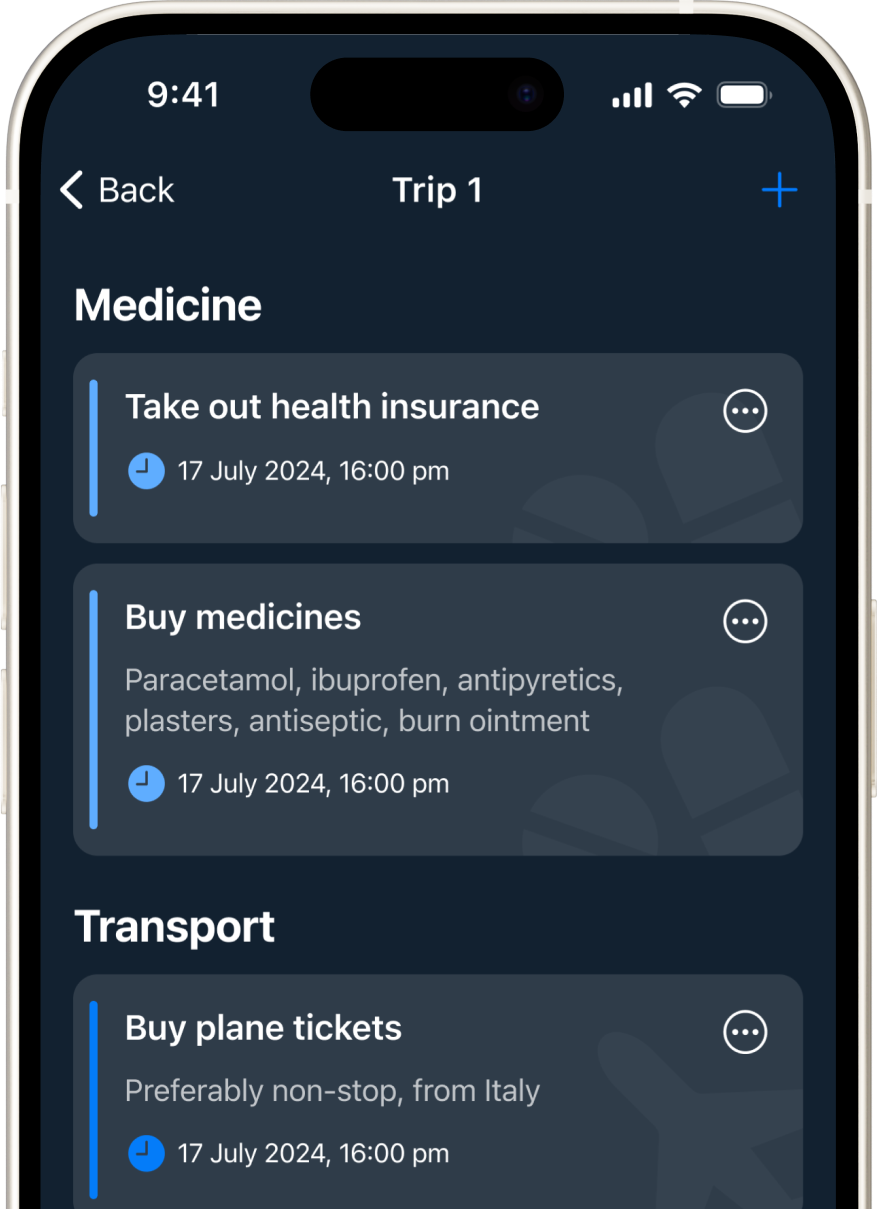 9:41
Back
Trip 1
Medicine
Take out health insurance
17 July 2024, 16:00 pm
Buy medicines
Paracetamol, ibuprofen, antipyretics,
plasters, antiseptic, burn ointment
17 July 2024, 16:00 pm
Transport
Buy plane tickets
Preferably non-stop, from Italy
17 July 2024, 16:00 pm